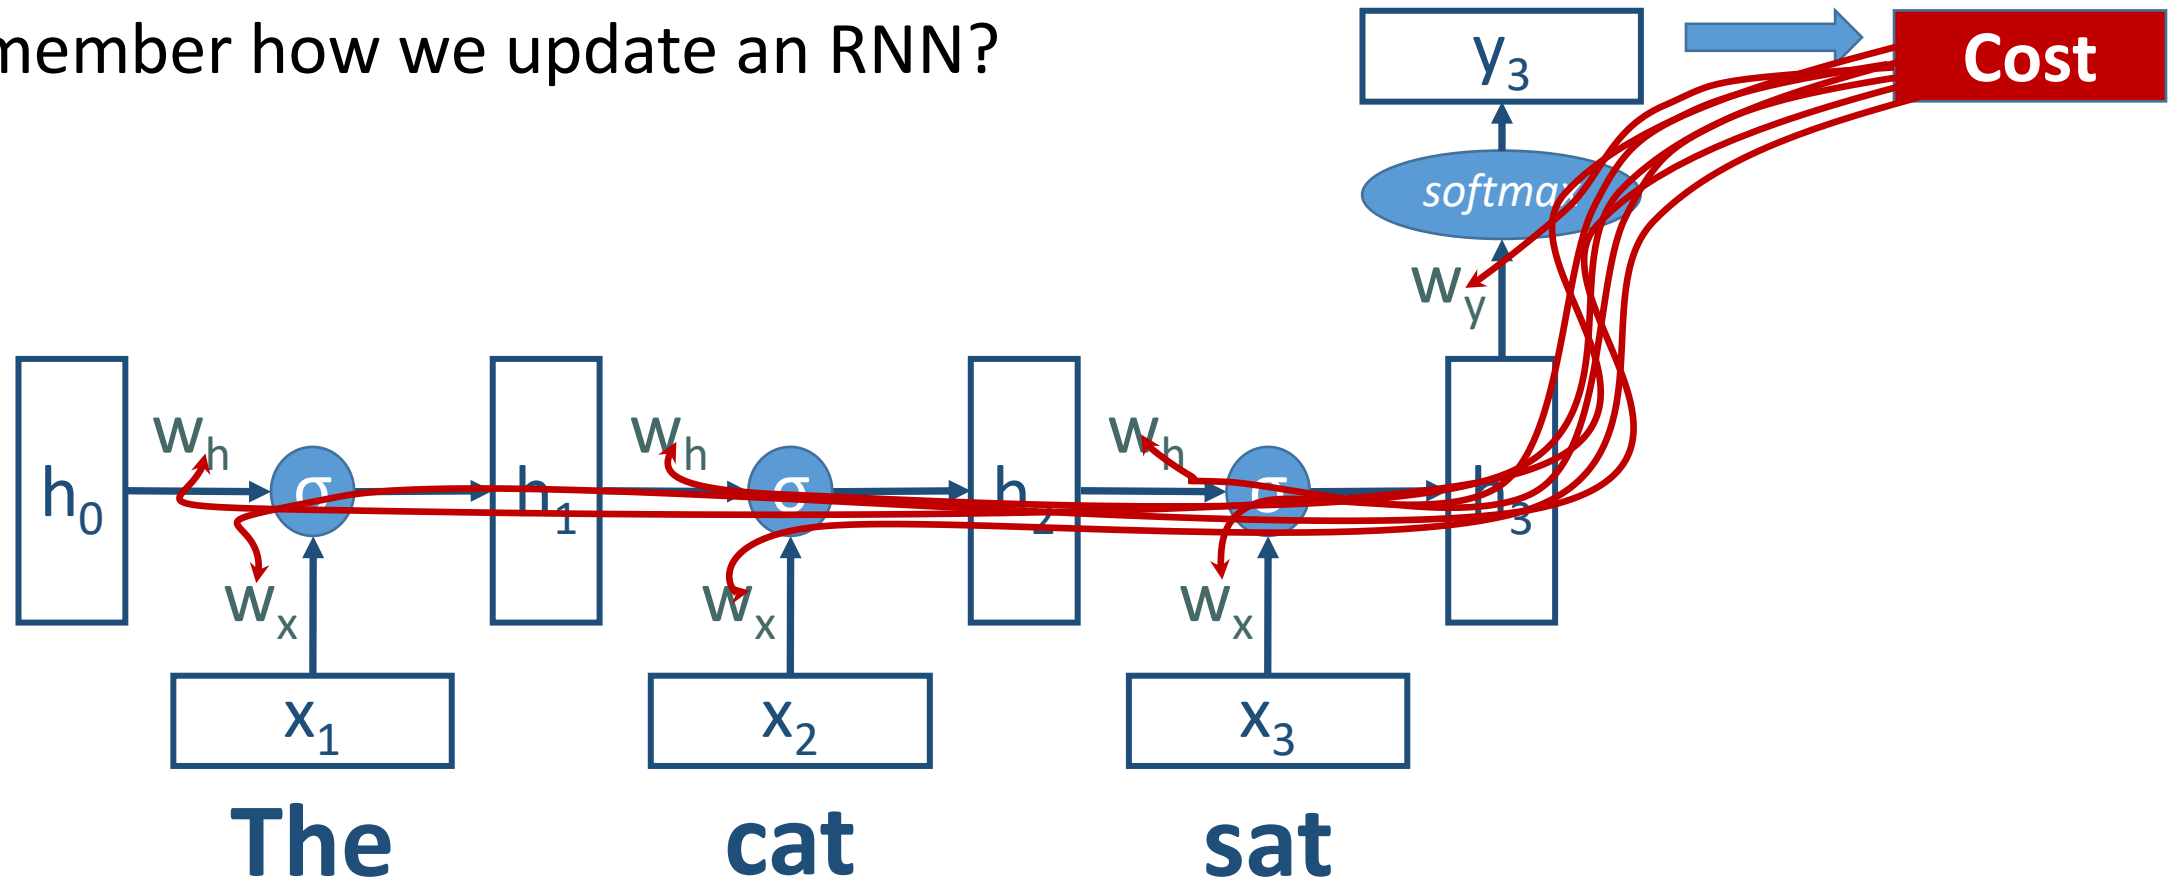 member how we update an RNN?
y3
Cost
softmax
wy
wh wh wh
h0 σ h1 σ h2 σ h3
wx wx wx
x1 x2 x3
The cat sat